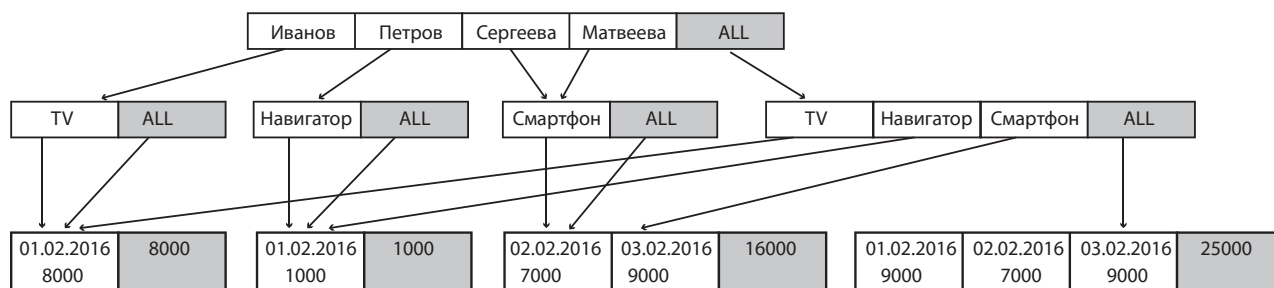 Иванов Петров Сергеева Матвеева ALL
TV ALL Навигатор ALL Смартфон ALL TV Навигатор Смартфон ALL
01.02.2016 8000 01.02.2016 1000 02.02.2016 03.02.2016 16000 01.02.2016 02.02.2016 03.02.2016 25000
8000 1000 7000 9000 9000 7000 9000